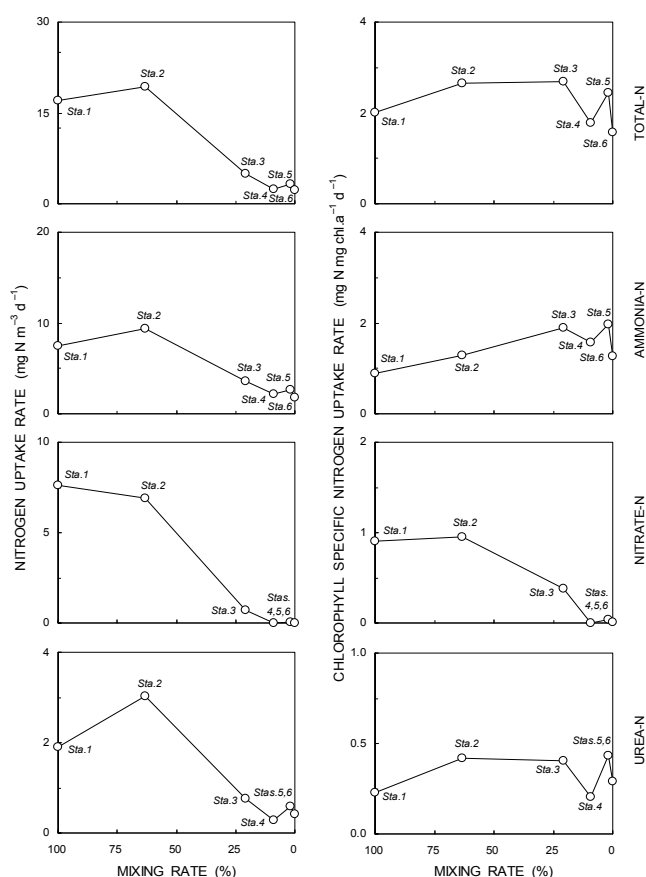 NITROGEN UPTAKE RATE (mg N m⁻³ d⁻¹)
30
15
0
Sta.1
Sta.2
Sta.3
Sta.4
Sta.5
Sta.6
20
10
0
Sta.1
Sta.2
Sta.3
Sta.4
Sta.5
Sta.6
10
5
0
Sta.1
Sta.2
Sta.3
Stas.
4,5,6
4
2
0
Sta.1
Sta.2
Sta.3
Sta.4
Stas.5,6
100
75
50
25
0
MIXING RATE (%)
CHLOROPHYLL SPECIFIC NITROGEN UPTAKE RATE (mg N mg chl.a⁻¹ d⁻¹)
4
2
0
Sta.1
Sta.2
Sta.3
Sta.4
Sta.5
Sta.6
TOTAL-N
4
2
0
Sta.1
Sta.2
Sta.3
Sta.4
Sta.5
Sta.6
AMMONIA-N
2
1
0
Sta.1
Sta.2
Sta.3
Stas.
4,5,6
NITRATE-N
1.0
0.5
0.0
Sta.1
Sta.2
Sta.3
Sta.4
Stas.5,6
UREA-N
100
75
50
25
0
MIXING RATE (%)